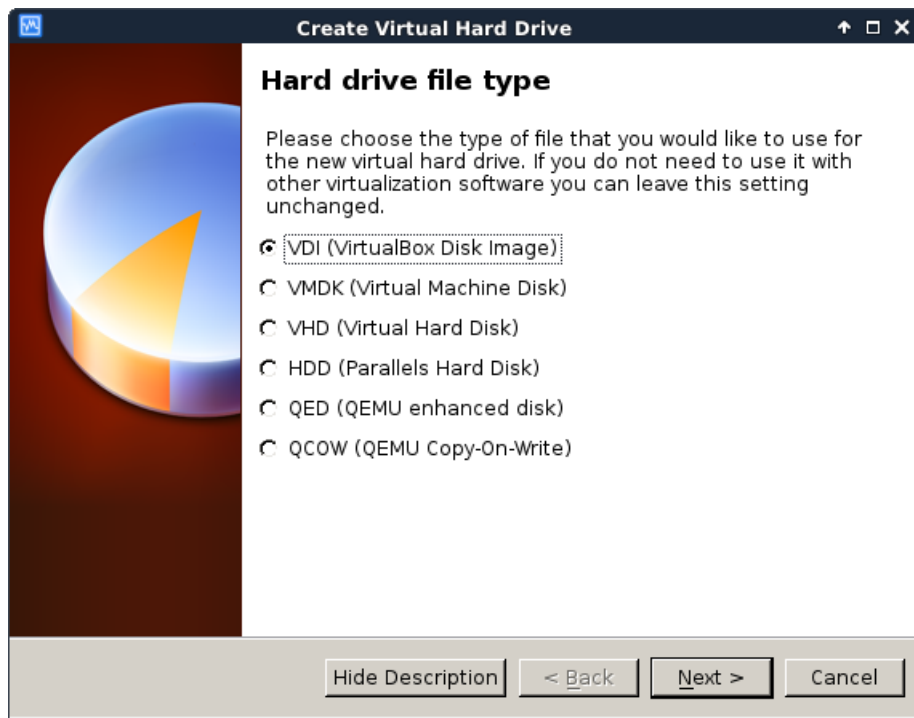 Create Virtual Hard Drive
Hard drive file type
Please choose the type of file that you would like to use for
the new virtual hard drive. If you do not need to use it with
other virtualization software you can leave this setting
unchanged.
VDI (VirtualBox Disk Image)
VMDK (Virtual Machine Disk)
VHD (Virtual Hard Disk)
HDD (Parallels Hard Disk)
QED (QEMU enhanced disk)
QCOW (QEMU Copy-On-Write)
Hide Description
< Back
Next >
Cancel